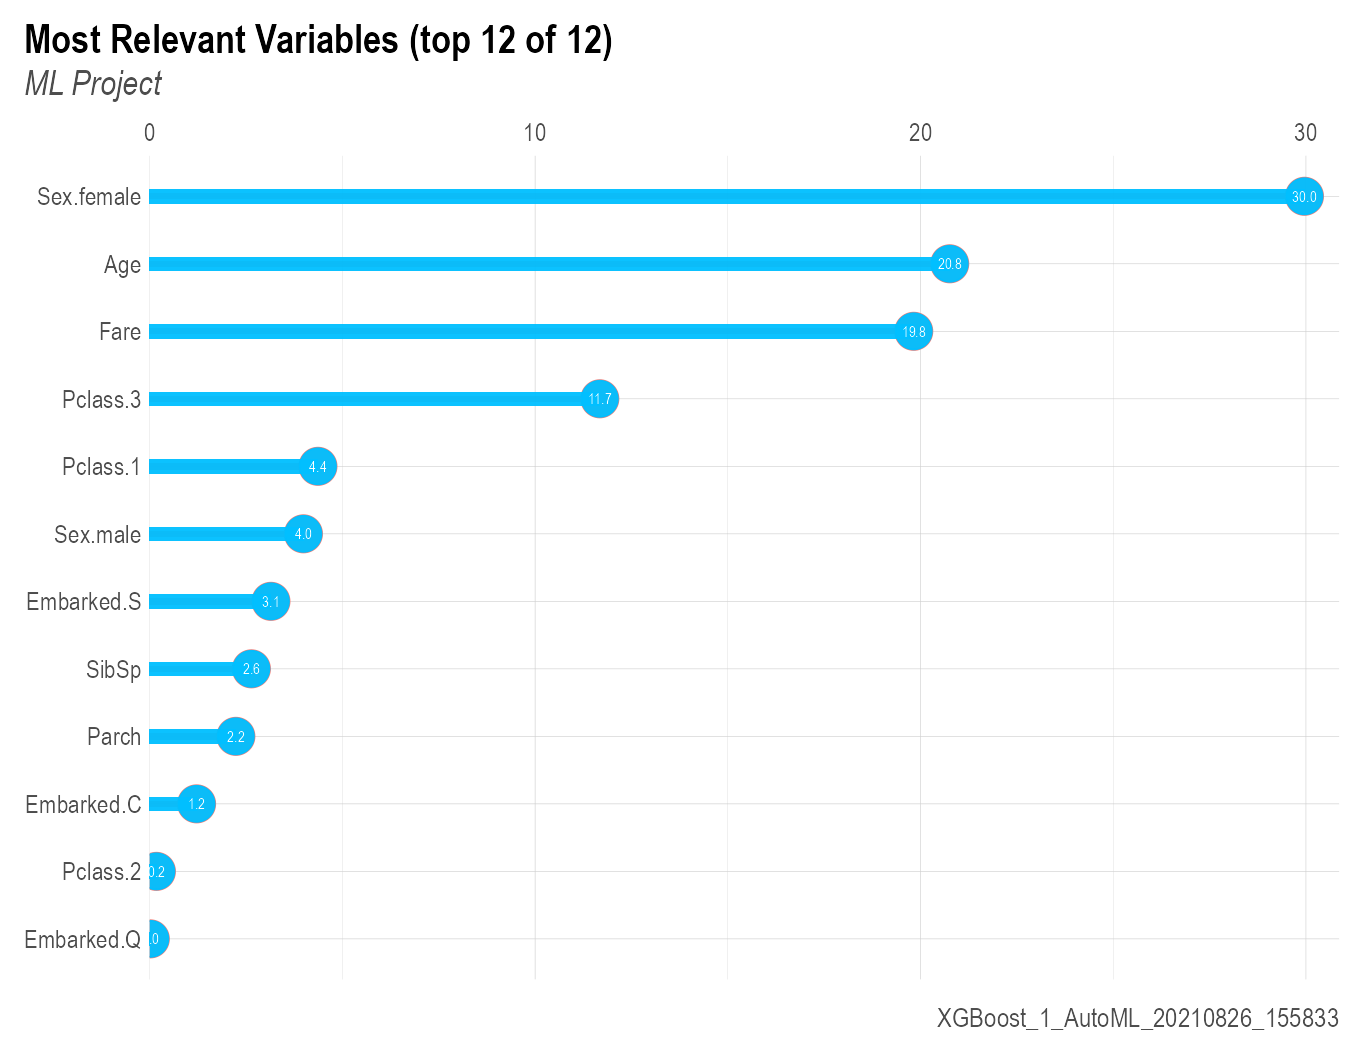 Most Relevant Variables (top 12 of 12)
ML Project
0 10 20 30
Sex.female 30.0
Age 20.8
Fare 19.8
Pclass.3 11.7
Pclass.1 4.4
Sex.male 4.0
Embarked.S 3.1
SibSp 2.6
Parch 2.2
Embarked.C 1.2
Pclass.2 0.2
Embarked.Q .0
XGBoost_1_AutoML_20210826_155833